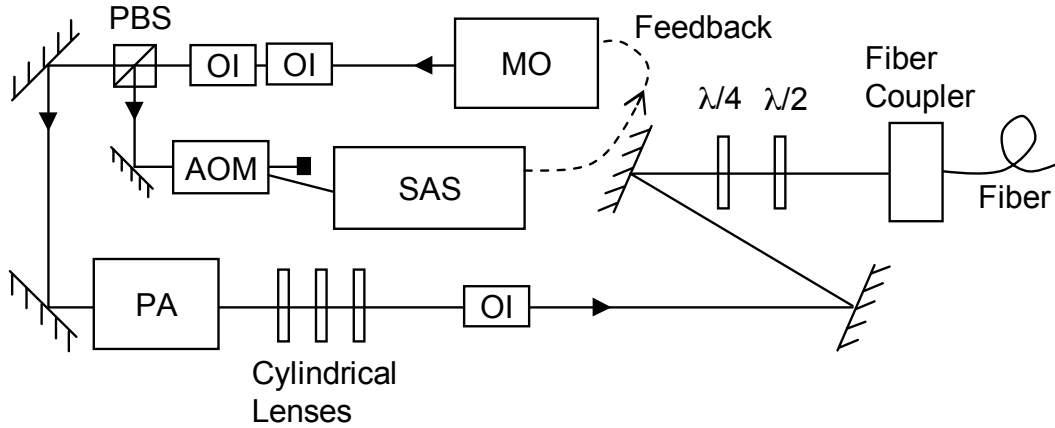 PBS
OI
OI
MO
Feedback
Fiber
Coupler
λ/4
λ/2
AOM
SAS
Fiber
PA
OI
Cylindrical
Lenses